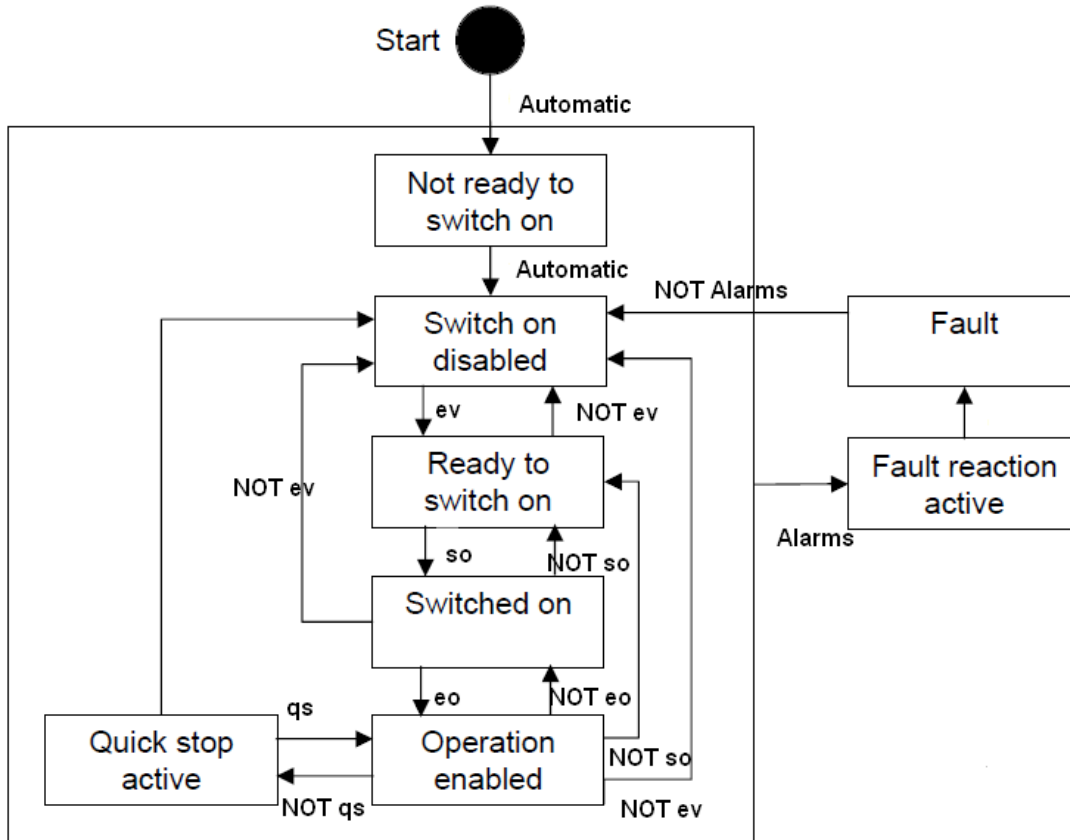 Start
Automatic
Not ready to
switch on
Automatic
NOT Alarms
Switch on
disabled
Fault
ev
NOT ev
Ready to
switch on
Fault reaction
active
NOT ev
Alarms
so
NOT so
Switched on
eo
NOT eo
qs
Quick stop
active
Operation
enabled
NOT so
NOT qs
NOT ev